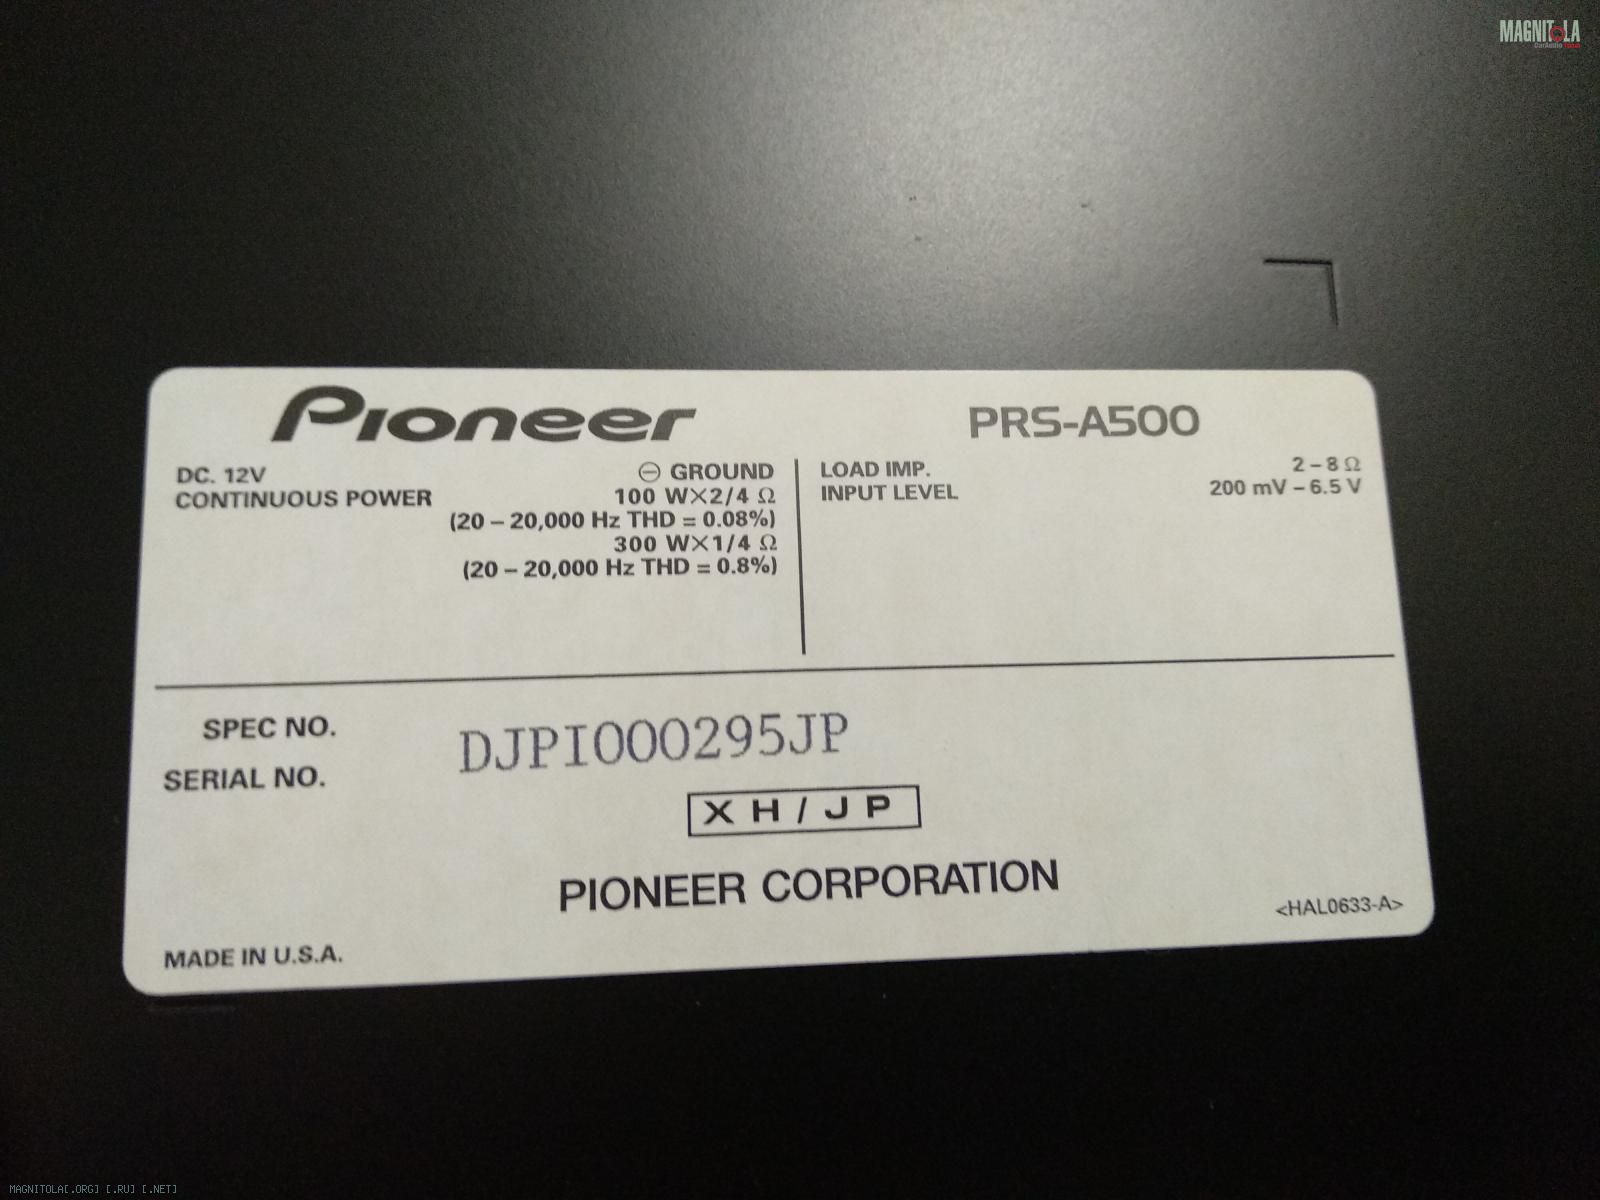 MAGNITOLA
CarAudio Forum
Pioneer
PRS-A500
DC. 12V ⊖ GROUND
CONTINUOUS POWER 100 W×2/4 Ω
(20 – 20,000 Hz THD = 0.08%)
300 W×1/4 Ω
(20 – 20,000 Hz THD = 0.8%)
LOAD IMP. 2 – 8 Ω
INPUT LEVEL 200 mV – 6.5 V
SPEC NO.
DJPI000295JP
SERIAL NO.
XH/JP
PIONEER CORPORATION
<HAL0633-A>
MADE IN U.S.A.
MAGNITOLA[.ORG] [.RU] [.NET]